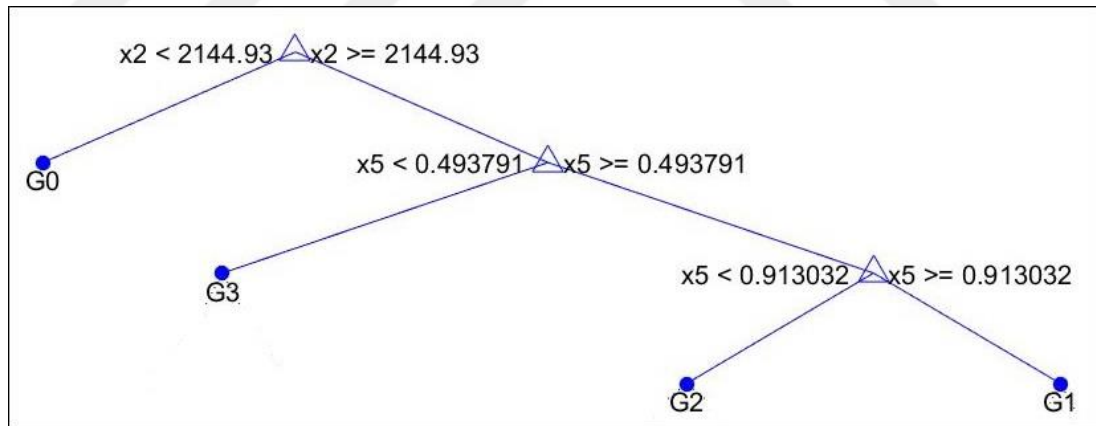 x2 < 2144.93 x2 >= 2144.93
G0
x5 < 0.493791 x5 >= 0.493791
G3
x5 < 0.913032 x5 >= 0.913032
G2
G1